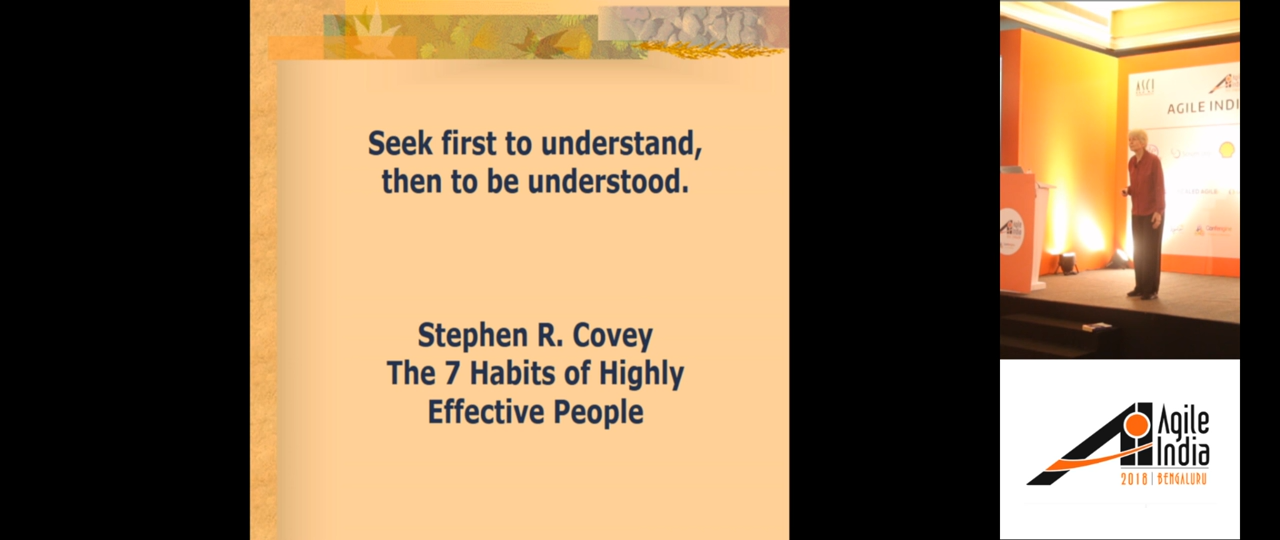 Seek first to understand,
then to be understood.
Stephen R. Covey
The 7 Habits of Highly
Effective People
ASCI
AGILE INDI
Agile
India
2018 | BENGALURU